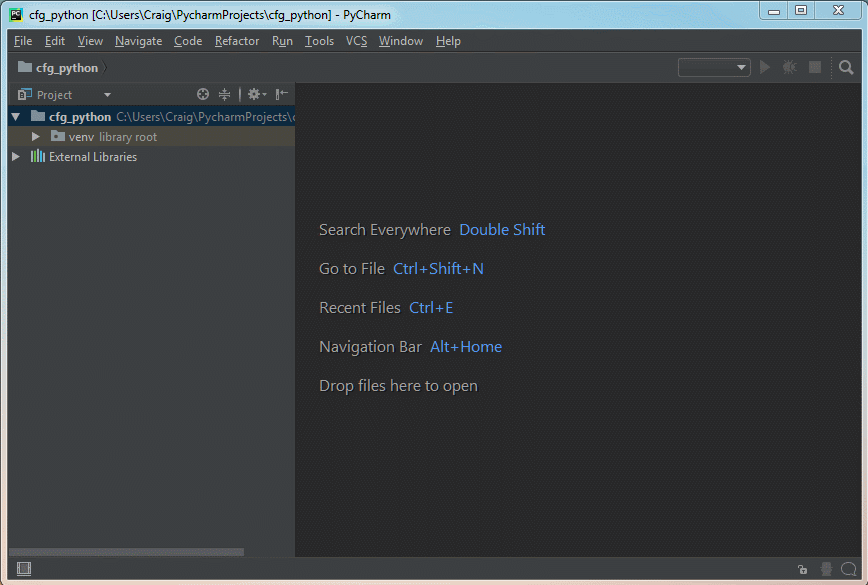 PC cfg_python [C:\Users\Craig\PycharmProjects\cfg_python] - PyCharm
File Edit View Navigate Code Refactor Run Tools VCS Window Help
cfg_python
Project
cfg_python C:\Users\Craig\PycharmProjects\c
venv library root
External Libraries
Search Everywhere Double Shift
Go to File Ctrl+Shift+N
Recent Files Ctrl+E
Navigation Bar Alt+Home
Drop files here to open